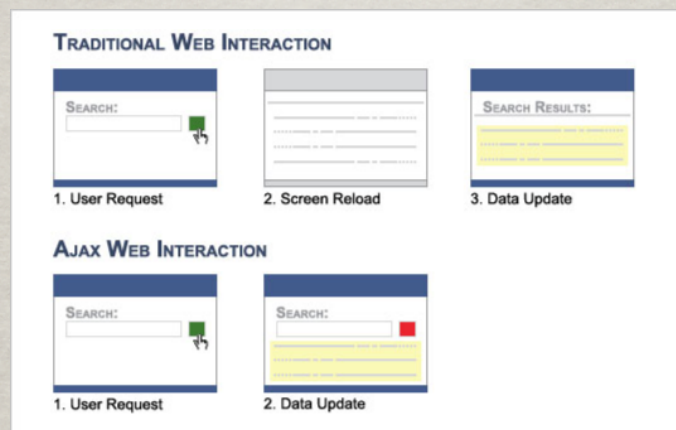 TRADITIONAL WEB INTERACTION
SEARCH:
SEARCH RESULTS:
1. User Request
2. Screen Reload
3. Data Update
AJAX WEB INTERACTION
SEARCH:
SEARCH:
1. User Request
2. Data Update